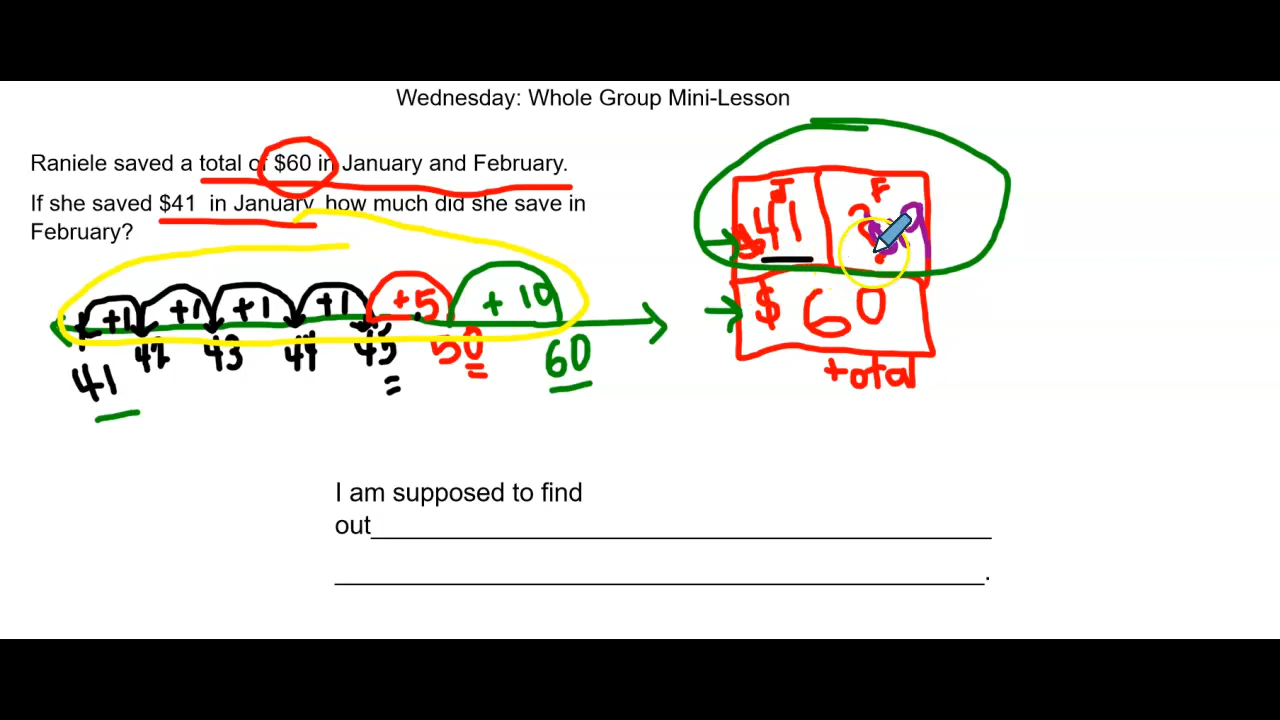 Wednesday: Whole Group Mini-Lesson
Raniele saved a total of $60 in January and February.
If she saved $41 in January, how much did she save in
February?
J F
$41
$ 60
total
+1 +1 +1 +1 +5 + 10
41 42 43 44 45 50 60
I am supposed to find
out
.